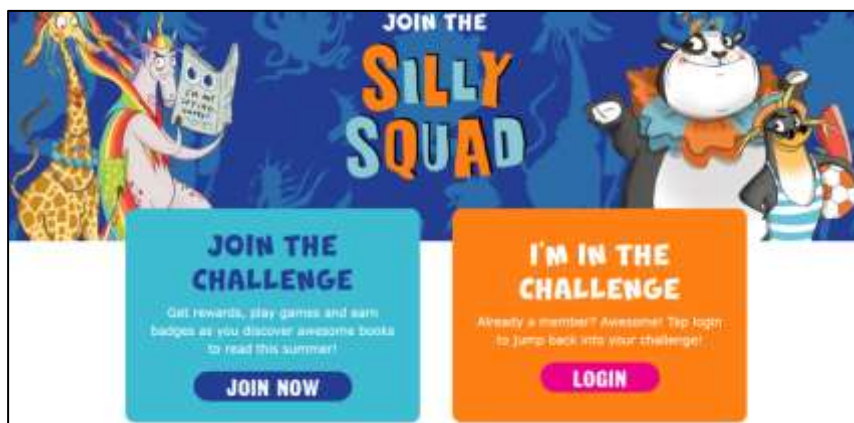 JOIN THE
SILLY
SQUAD
JOIN THE
CHALLENGE
Get rewards, play games and earn
badges as you discover awesome books
to read this summer!
JOIN NOW
I'M IN THE
CHALLENGE
Already a member? Awesome! Tap login
to jump back into your challenge!
LOGIN